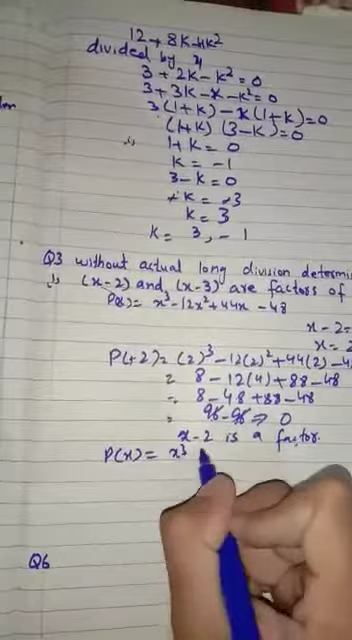 12 + 8K - 4K²
divided by 4
3 + 2K - K² = 0
3 + 3K - K - K² = 0
3(1+K) - K(1+K) = 0
(1+K) (3-K) = 0
1+K = 0
K = -1
3-K = 0
+K = +3
K = 3
K = 3, -1
Q3 without actual long division determi
(x-2) and (x-3) are factors of
P(x) = x³ - 12x² + 44x - 48
x - 2 =
x = 2
P(+2) = (2)³ - 12(2)² + 44(2) - 4
= 8 - 12(4) + 88 - 48
= 8 - 48 + 88 - 48
= 96 - 96 ⇒ 0
x - 2 is a factor.
P(x) = x³
Q6